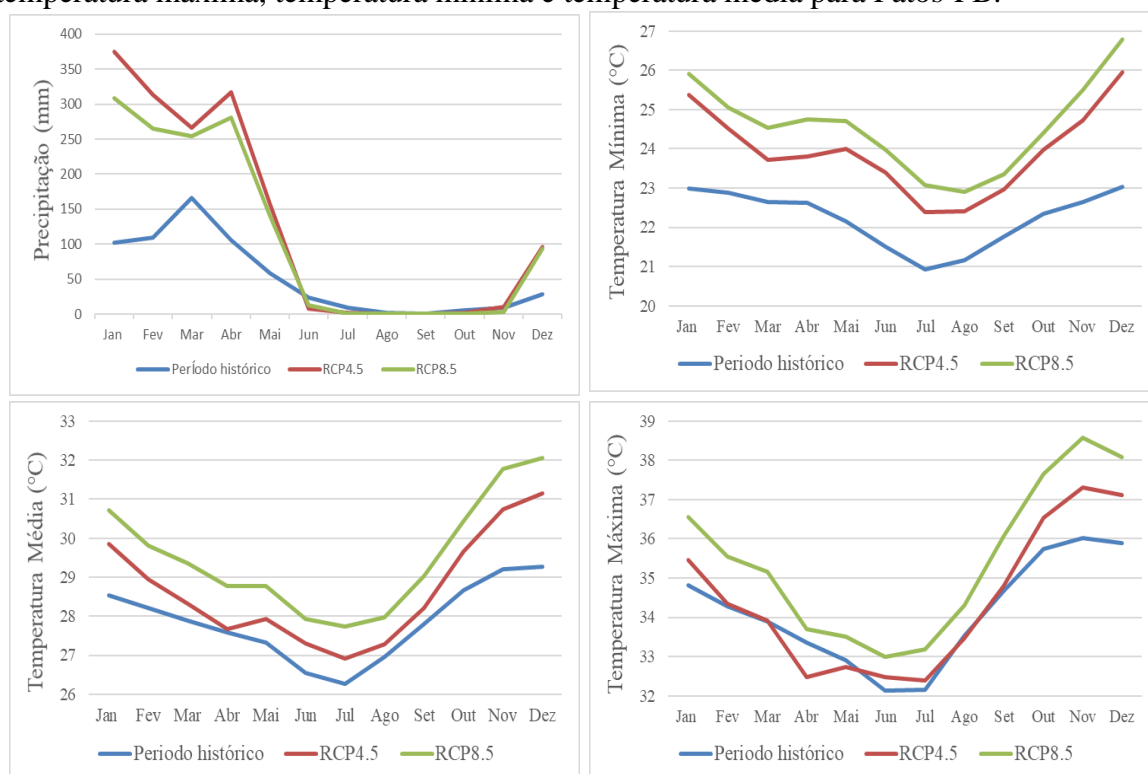 temperatura máxima, temperatura mínima e temperatura média para Patos-PB.
Precipitação (mm)
400
350
300
250
200
150
100
50
0
Jan Fev Mar Abr Mai Jun Jul Ago Set Out Nov Dez
Período histórico RCP4.5 RCP8.5
Temperatura Mínima (°C)
27
26
25
24
23
22
21
20
Jan Fev Mar Abr Mai Jun Jul Ago Set Out Nov Dez
Periodo histórico RCP4.5 RCP8.5
Temperatura Média (°C)
33
32
31
30
29
28
27
26
Jan Fev Mar Abr Mai Jun Jul Ago Set Out Nov Dez
Periodo histórico RCP4.5 RCP8.5
Temperatura Máxima (°C)
39
38
37
36
35
34
33
32
Jan Fev Mar Abr Mai Jun Jul Ago Set Out Nov Dez
Periodo histórico RCP4.5 RCP8.5